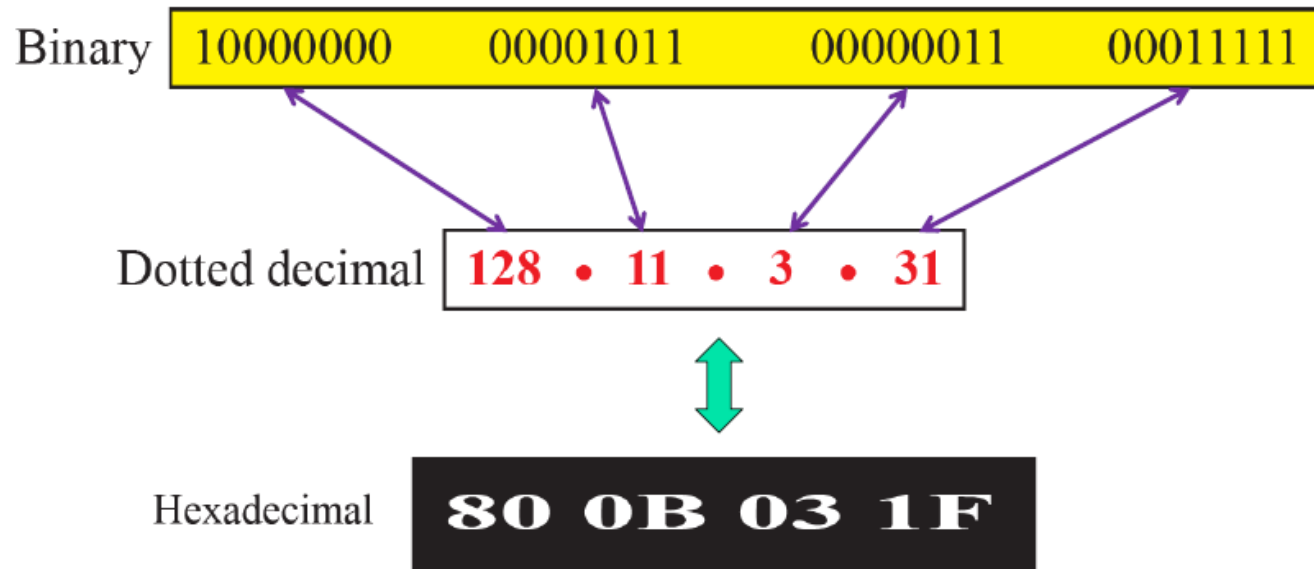 Binary 10000000 00001011 00000011 00011111
Dotted decimal 128 • 11 • 3 • 31
Hexadecimal 80 0B 03 1F